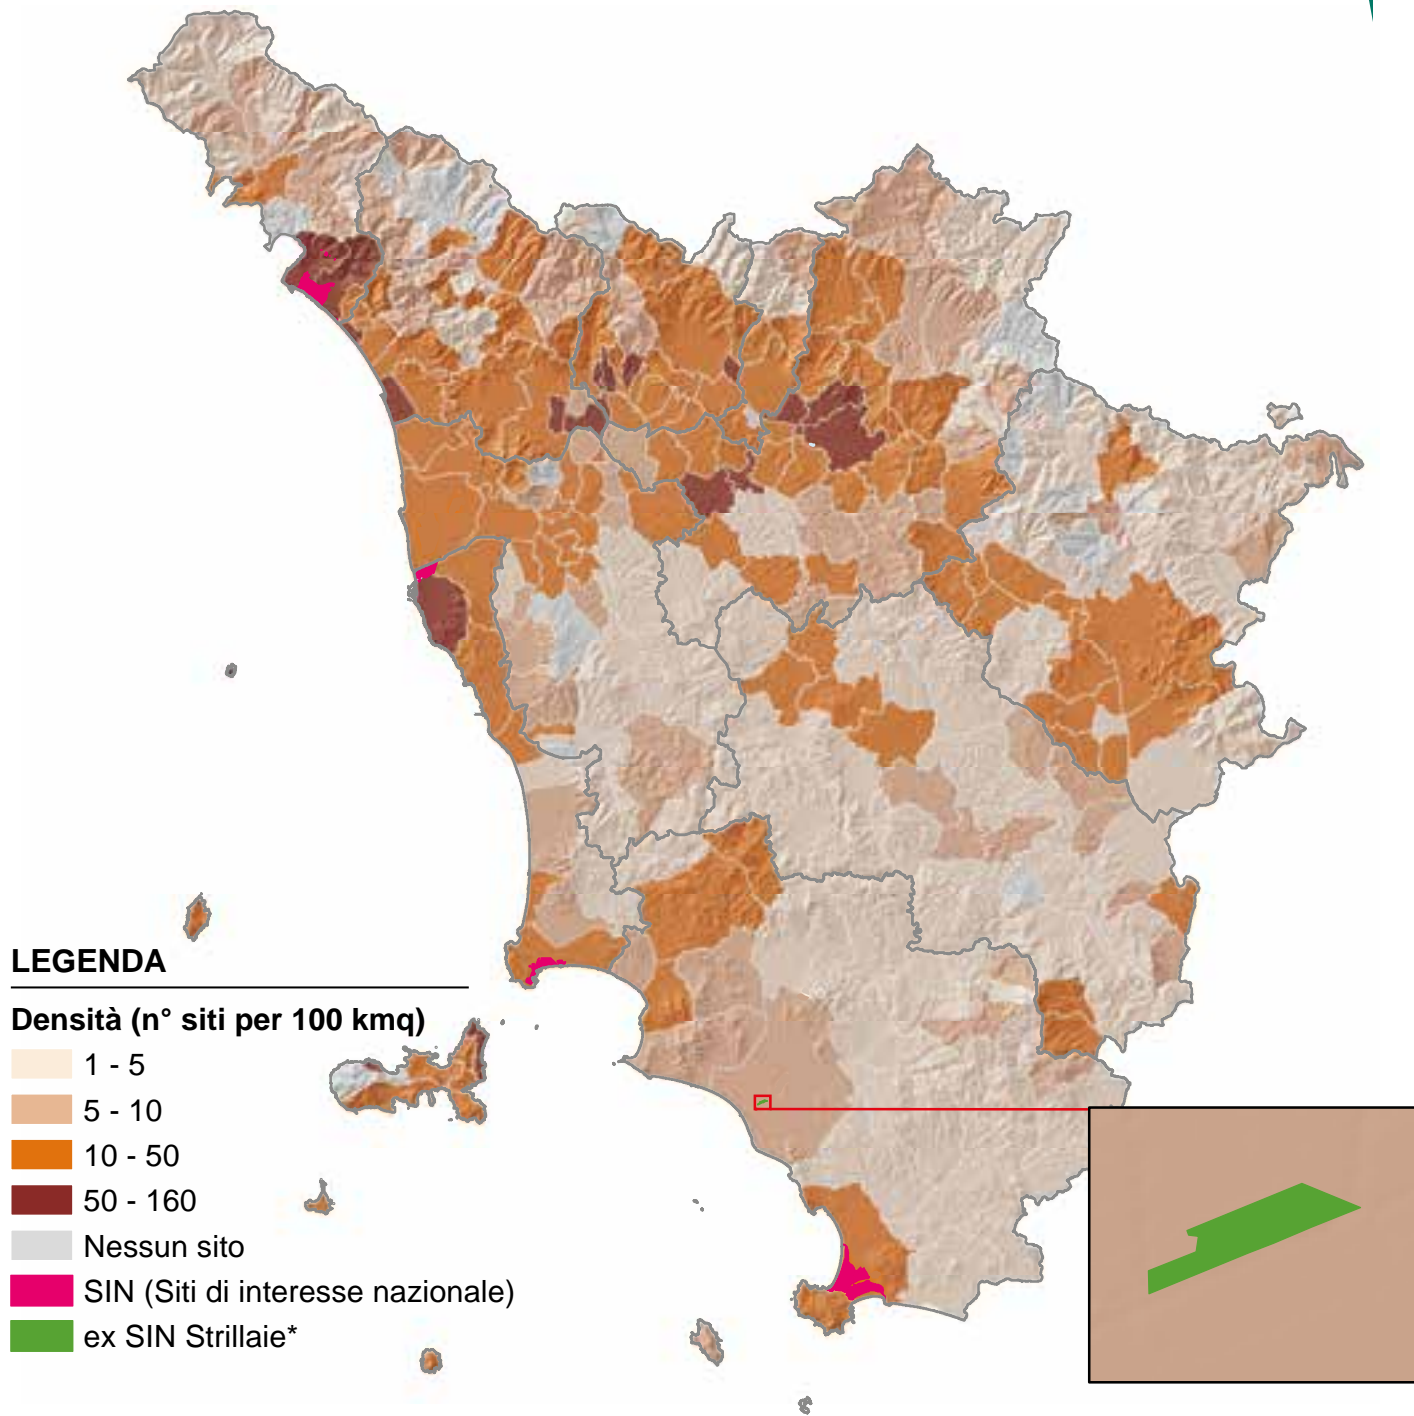 LEGENDA
Densità (n° siti per 100 kmq)
1 - 5
5 - 10
10 - 50
50 - 160
Nessun sito
SIN (Siti di interesse nazionale)
ex SIN Strillaie*